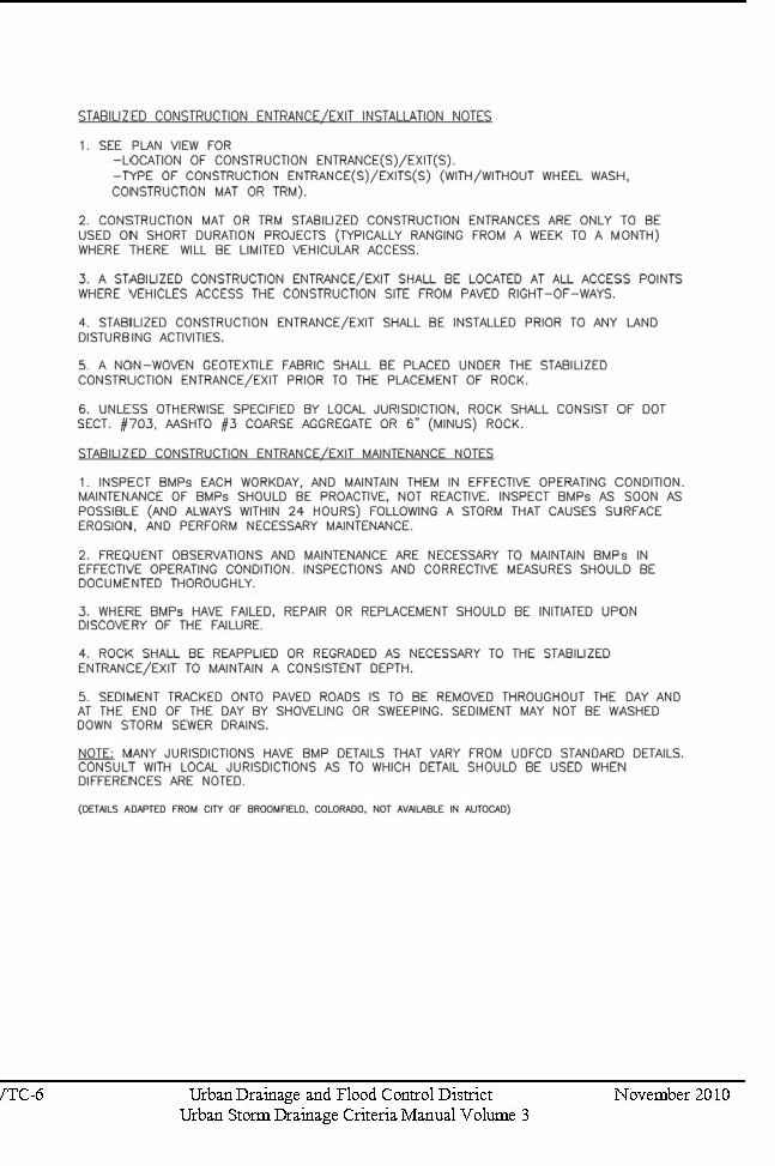 STABILIZED CONSTRUCTION ENTRANCE/EXIT INSTALLATION NOTES
1. SEE PLAN VIEW FOR
–LOCATION OF CONSTRUCTION ENTRANCE(S)/EXIT(S).
–TYPE OF CONSTRUCTION ENTRANCE(S)/EXITS(S) (WITH/WITHOUT WHEEL WASH,
CONSTRUCTION MAT OR TRM).
2. CONSTRUCTION MAT OR TRM STABILIZED CONSTRUCTION ENTRANCES ARE ONLY TO BE
USED ON SHORT DURATION PROJECTS (TYPICALLY RANGING FROM A WEEK TO A MONTH)
WHERE THERE WILL BE LIMITED VEHICULAR ACCESS.
3. A STABILIZED CONSTRUCTION ENTRANCE/EXIT SHALL BE LOCATED AT ALL ACCESS POINTS
WHERE VEHICLES ACCESS THE CONSTRUCTION SITE FROM PAVED RIGHT–OF–WAYS.
4. STABILIZED CONSTRUCTION ENTRANCE/EXIT SHALL BE INSTALLED PRIOR TO ANY LAND
DISTURBING ACTIVITIES.
5. A NON–WOVEN GEOTEXTILE FABRIC SHALL BE PLACED UNDER THE STABILIZED
CONSTRUCTION ENTRANCE/EXIT PRIOR TO THE PLACEMENT OF ROCK.
6. UNLESS OTHERWISE SPECIFIED BY LOCAL JURISDICTION, ROCK SHALL CONSIST OF DOT
SECT. #703, AASHTO #3 COARSE AGGREGATE OR 6" (MINUS) ROCK.
STABILIZED CONSTRUCTION ENTRANCE/EXIT MAINTENANCE NOTES
1. INSPECT BMPs EACH WORKDAY, AND MAINTAIN THEM IN EFFECTIVE OPERATING CONDITION.
MAINTENANCE OF BMPs SHOULD BE PROACTIVE, NOT REACTIVE. INSPECT BMPs AS SOON AS
POSSIBLE (AND ALWAYS WITHIN 24 HOURS) FOLLOWING A STORM THAT CAUSES SURFACE
EROSION, AND PERFORM NECESSARY MAINTENANCE.
2. FREQUENT OBSERVATIONS AND MAINTENANCE ARE NECESSARY TO MAINTAIN BMPs IN
EFFECTIVE OPERATING CONDITION. INSPECTIONS AND CORRECTIVE MEASURES SHOULD BE
DOCUMENTED THOROUGHLY.
3. WHERE BMPs HAVE FAILED, REPAIR OR REPLACEMENT SHOULD BE INITIATED UPON
DISCOVERY OF THE FAILURE.
4. ROCK SHALL BE REAPPLIED OR REGRADED AS NECESSARY TO THE STABILIZED
ENTRANCE/EXIT TO MAINTAIN A CONSISTENT DEPTH.
5. SEDIMENT TRACKED ONTO PAVED ROADS IS TO BE REMOVED THROUGHOUT THE DAY AND
AT THE END OF THE DAY BY SHOVELING OR SWEEPING. SEDIMENT MAY NOT BE WASHED
DOWN STORM SEWER DRAINS.
NOTE: MANY JURISDICTIONS HAVE BMP DETAILS THAT VARY FROM UDFCD STANDARD DETAILS.
CONSULT WITH LOCAL JURISDICTIONS AS TO WHICH DETAIL SHOULD BE USED WHEN
DIFFERENCES ARE NOTED.
(DETAILS ADAPTED FROM CITY OF BROOMFIELD, COLORADO, NOT AVAILABLE IN AUTOCAD)
/TC-6 Urban Drainage and Flood Control District November 2010
Urban Storm Drainage Criteria Manual Volume 3